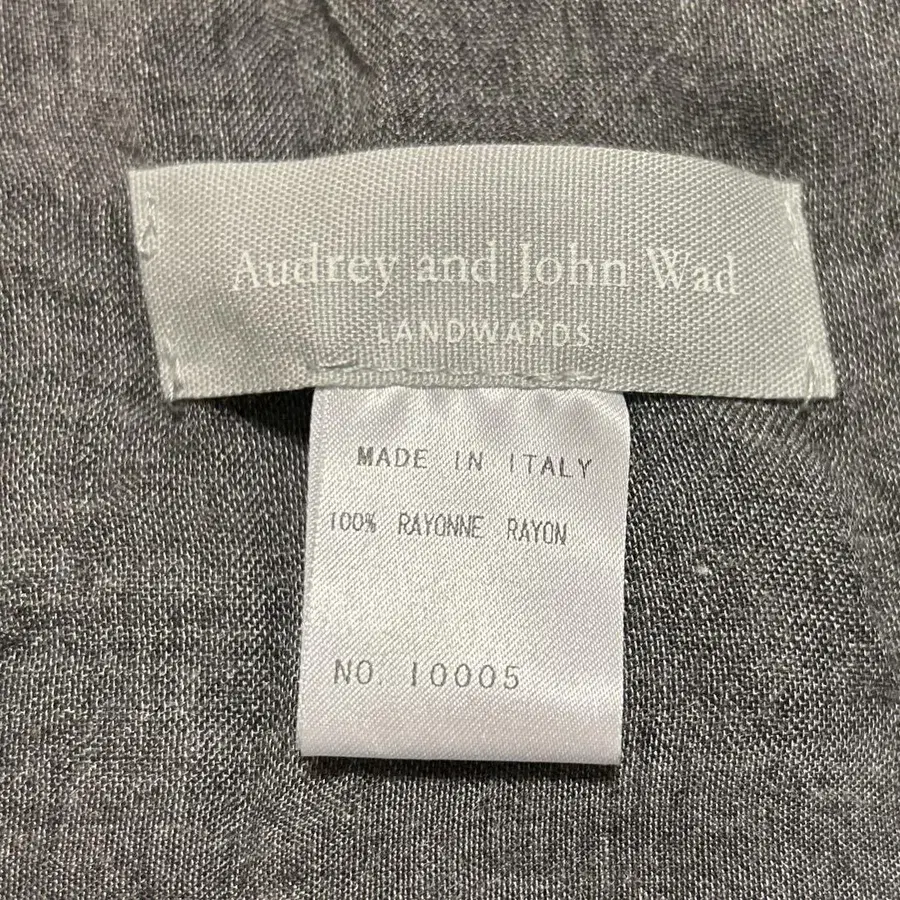 Audrey and John Wad
LANDWARDS
MADE IN ITALY
100% RAYONNE RAYON
NO. 10005